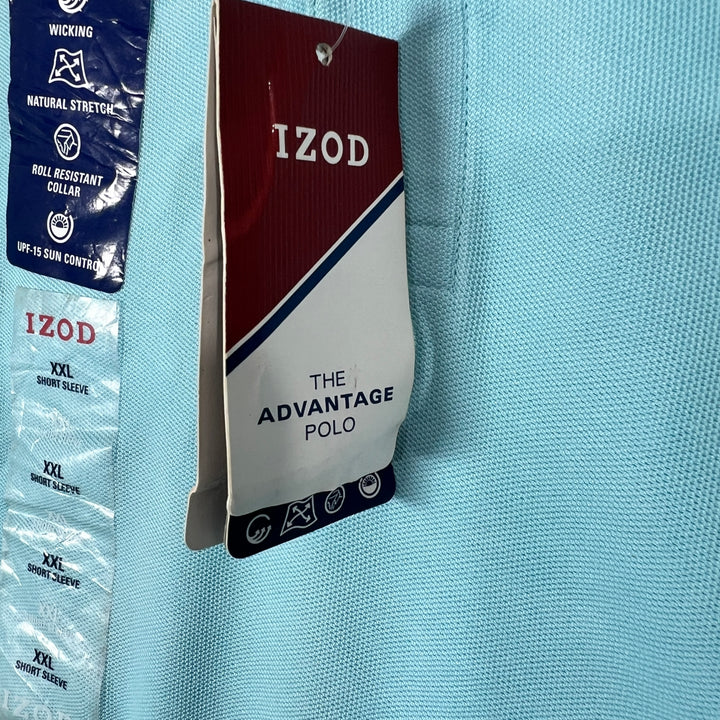 WICKING
NATURAL STRETCH
ROLL RESISTANT
COLLAR
UPF-15 SUN CONTRO
IZOD
XXL
SHORT SLEEVE
XXL
SHORT SLEEVE
XXL
SHORT SLEEVE
XXL
SHORT SLEEVE
IZOD
IZOD
THE
ADVANTAGE
POLO